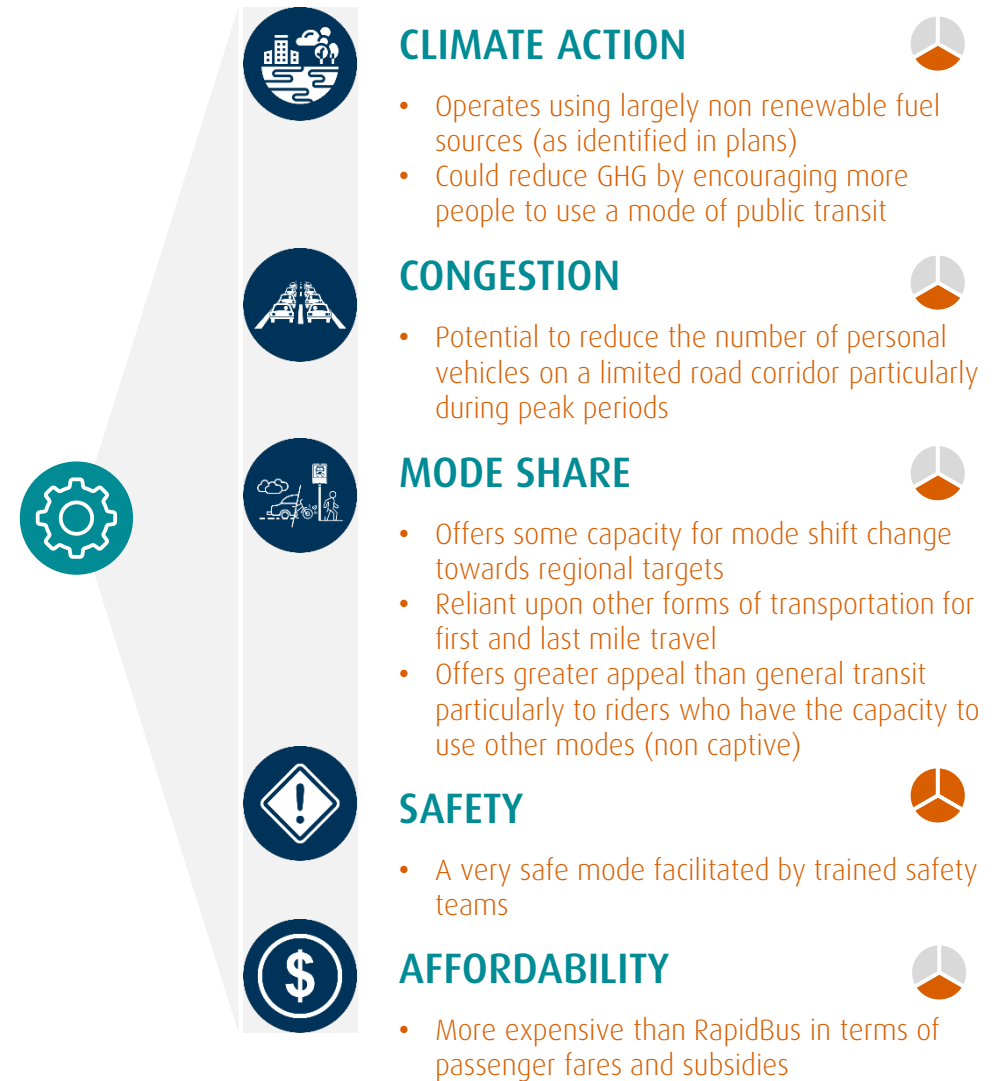 CLIMATE ACTION
• Operates using largely non renewable fuel
sources (as identified in plans)
• Could reduce GHG by encouraging more
people to use a mode of public transit
CONGESTION
• Potential to reduce the number of personal
vehicles on a limited road corridor particularly
during peak periods
MODE SHARE
• Offers some capacity for mode shift change
towards regional targets
• Reliant upon other forms of transportation for
first and last mile travel
• Offers greater appeal than general transit
particularly to riders who have the capacity to
use other modes (non captive)
SAFETY
• A very safe mode facilitated by trained safety
teams
$
AFFORDABILITY
• More expensive than RapidBus in terms of
passenger fares and subsidies